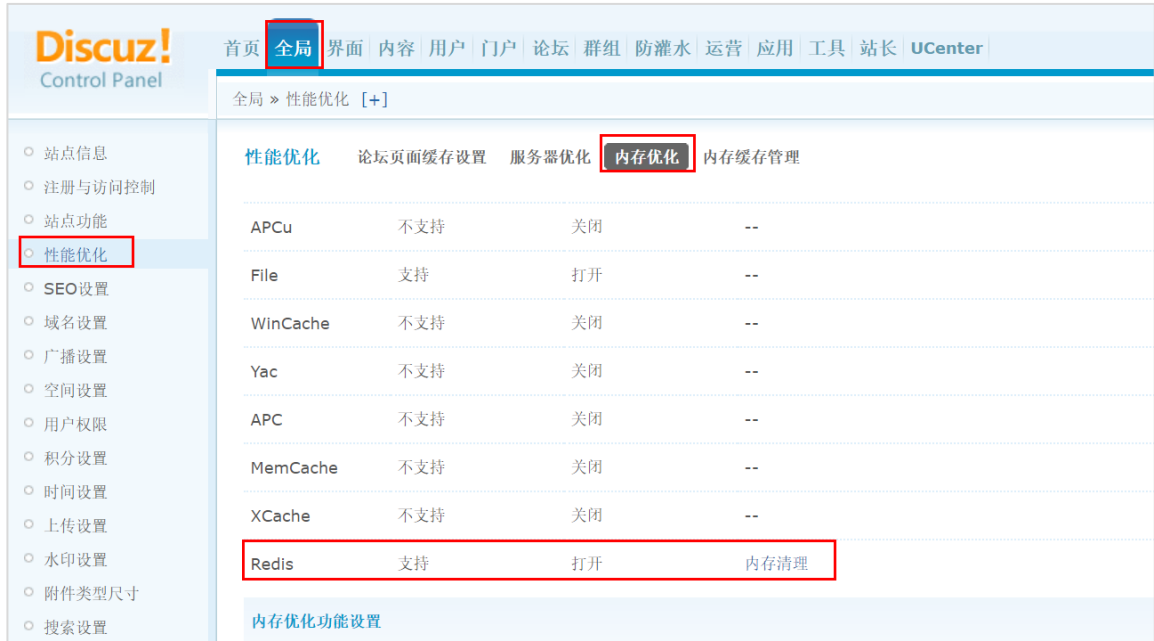 Discuz!
Control Panel
首页 全局 界面 内容 用户 门户 论坛 群组 防灌水 运营 应用 工具 站长 UCenter
全局 » 性能优化 [+]
站点信息
注册与访问控制
站点功能
性能优化
SEO设置
域名设置
广播设置
空间设置
用户权限
积分设置
时间设置
上传设置
水印设置
附件类型尺寸
搜索设置
性能优化 论坛页面缓存设置 服务器优化 内存优化 内存缓存管理
APCu 不支持 关闭 --
File 支持 打开 --
WinCache 不支持 关闭 --
Yac 不支持 关闭 --
APC 不支持 关闭 --
MemCache 不支持 关闭 --
XCache 不支持 关闭 --
Redis 支持 打开 内存清理
内存优化功能设置